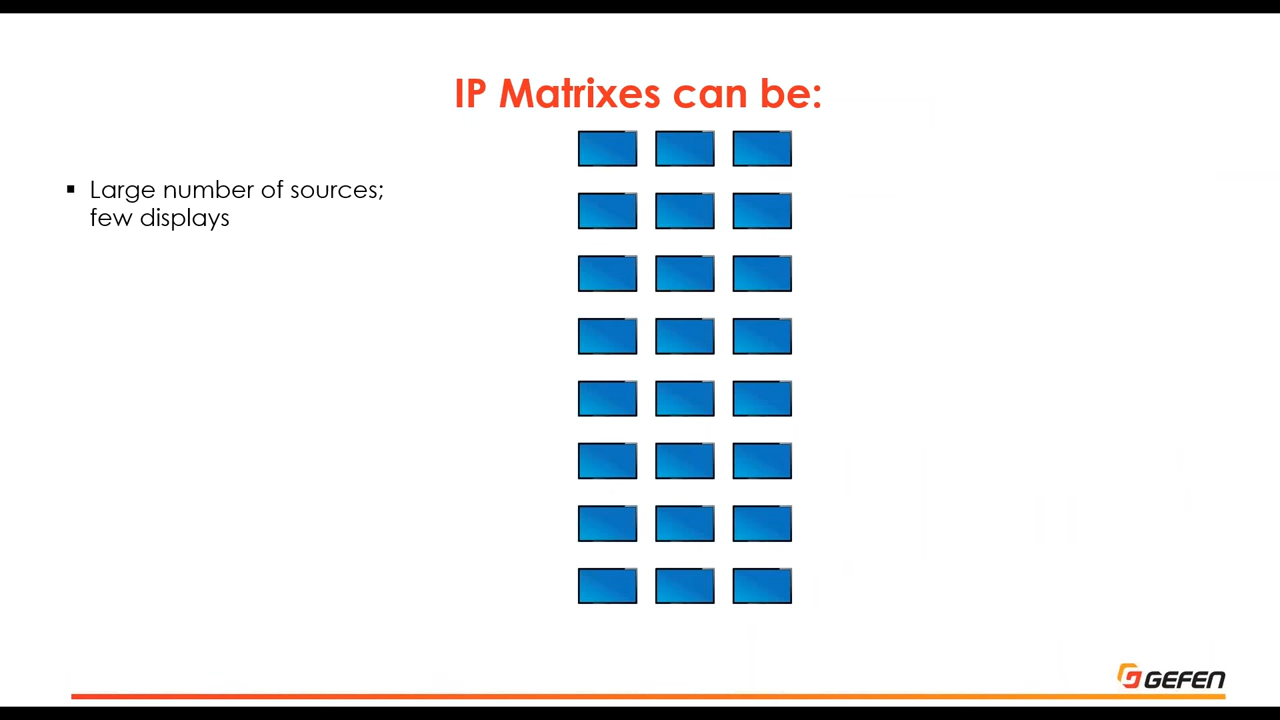 IP Matrixes can be:
Large number of sources;
few displays
GEFEN